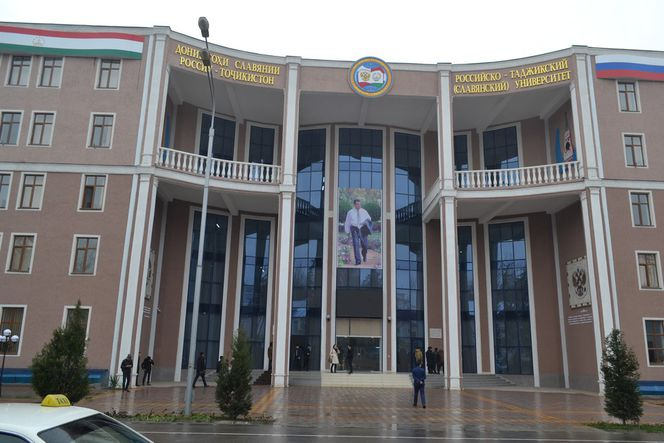 ДОНИШГОҲИ СЛАВЯНИИ
РОССИЯ - ТОҶИКИСТОН
РОССИЙСКО - ТАДЖИКСКИЙ
(СЛАВЯНСКИЙ) УНИВЕРСИТЕТ